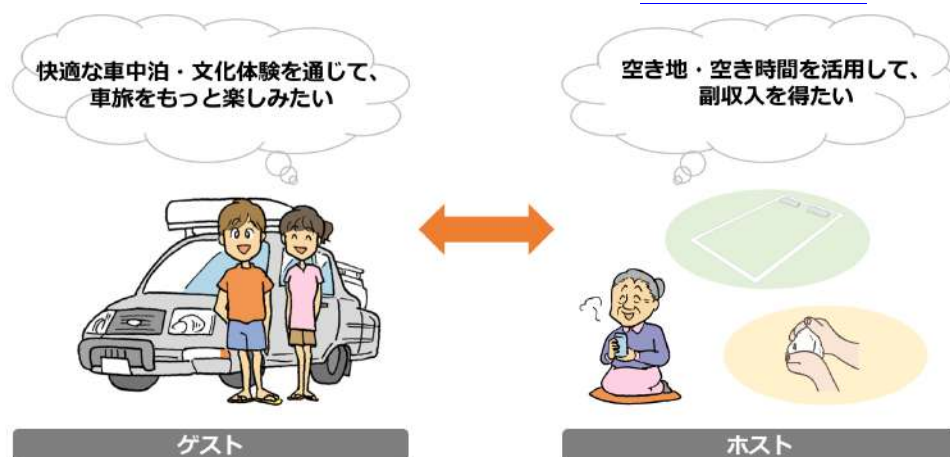 快適な車中泊・文化体験を通じて、
車旅をもっと楽しみたい
空き地・空き時間を活用して、
副収入を得たい
ゲスト
ホスト